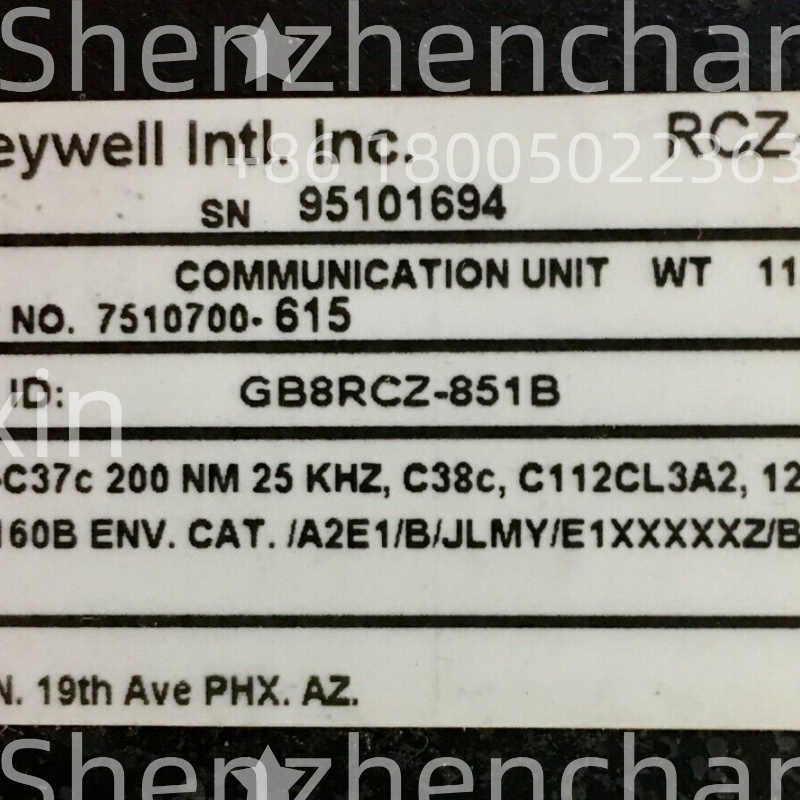 Shenzhenchan
eywell Intl. Inc. RCZ
+86 18005022363
SN 95101694
COMMUNICATION UNIT WT 11
NO. 7510700-615
ID: GB8RCZ-851B
xin
-C37c 200 NM 25 KHZ, C38c, C112CL3A2, 12
160B ENV. CAT. /A2E1/B/JLMY/E1XXXXXZ/B
N. 19th Ave PHX. AZ.
Shenzhenchan